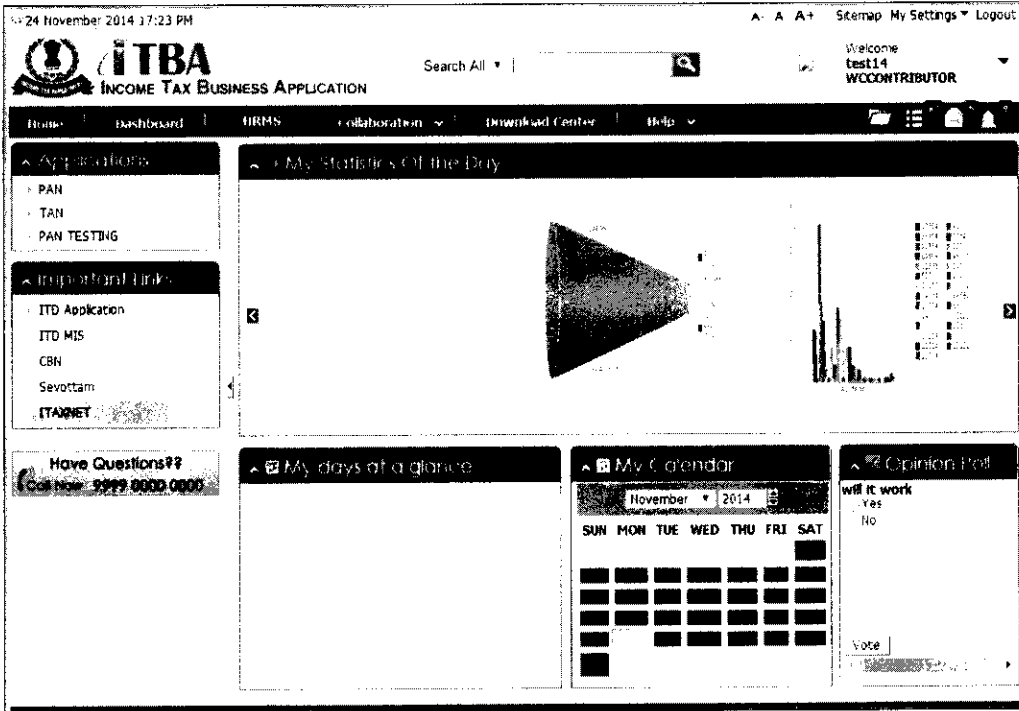 24 November 2014 17:23 PM
A- A A+ Sitemap My Settings Logout
iTBA
INCOME TAX BUSINESS APPLICATION
Search All
Welcome
test14
WCCONTRIBUTOR
Home Dashboard HRMS Collaboration Download Center Help
Applications
PAN
TAN
PAN TESTING
Important Links
ITD Application
ITD MIS
CBN
Sevottam
ITAXNET
Have Questions??
Call Now 9999 0000 0000
My Statistics Of the Day
My days at a glance
My Calendar
November 2014
SUN MON TUE WED THU FRI SAT
Opinion Poll
will it work
Yes
No
Vote